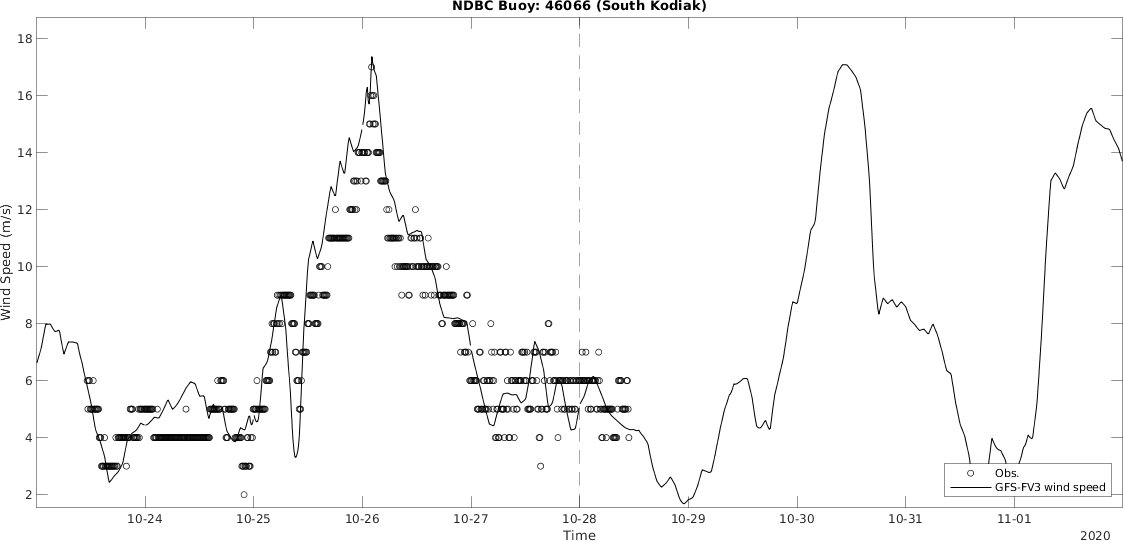 NDBC Buoy: 46066 (South Kodiak)
18
16
14
12
10
8
6
4
2
Wind Speed (m/s)
10-24 10-25 10-26 10-27 10-28 10-29 10-30 10-31 11-01
Time
2020
Obs.
GFS-FV3 wind speed